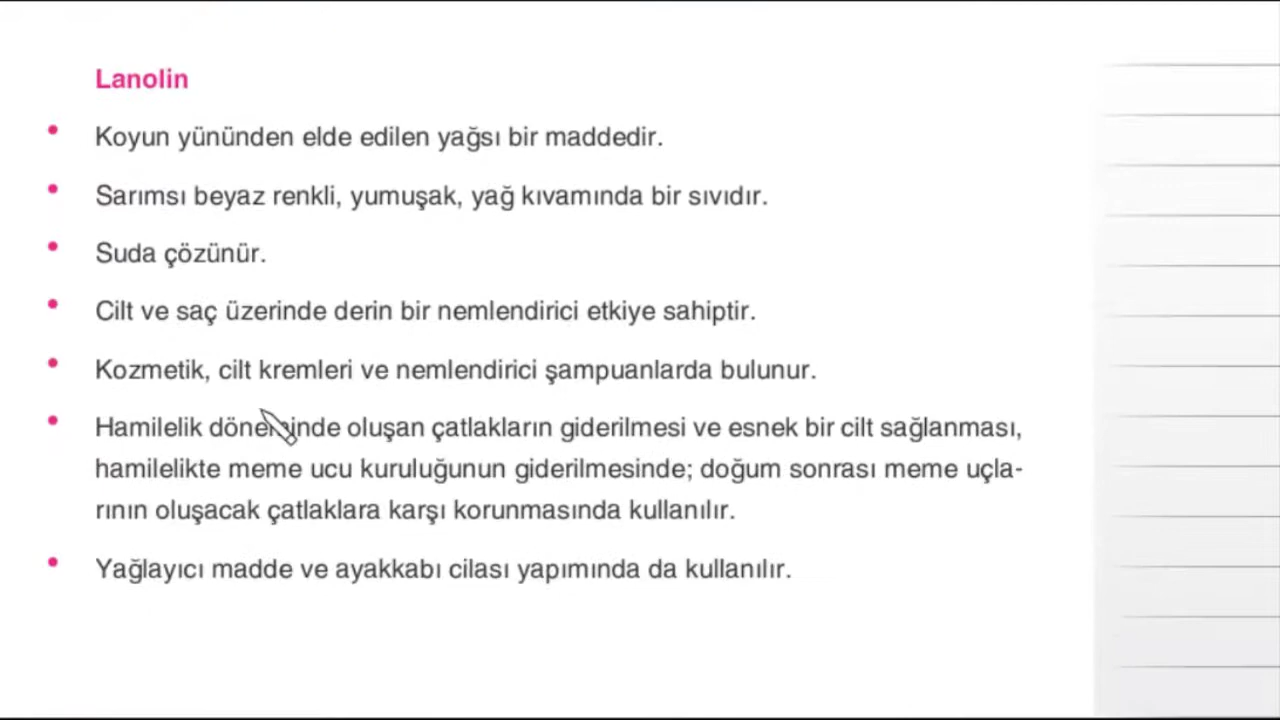 Lanolin
• Koyun yününden elde edilen yağsı bir maddedir.
• Sarımsı beyaz renkli, yumuşak, yağ kıvamında bir sıvıdır.
• Suda çözünür.
• Cilt ve saç üzerinde derin bir nemlendirici etkiye sahiptir.
• Kozmetik, cilt kremleri ve nemlendirici şampuanlarda bulunur.
• Hamilelik döneminde oluşan çatlakların giderilmesi ve esnek bir cilt sağlanması,
hamilelikte meme ucu kuruluğunun giderilmesinde; doğum sonrası meme uçla-
rının oluşacak çatlaklara karşı korunmasında kullanılır.
• Yağlayıcı madde ve ayakkabı cilası yapımında da kullanılır.